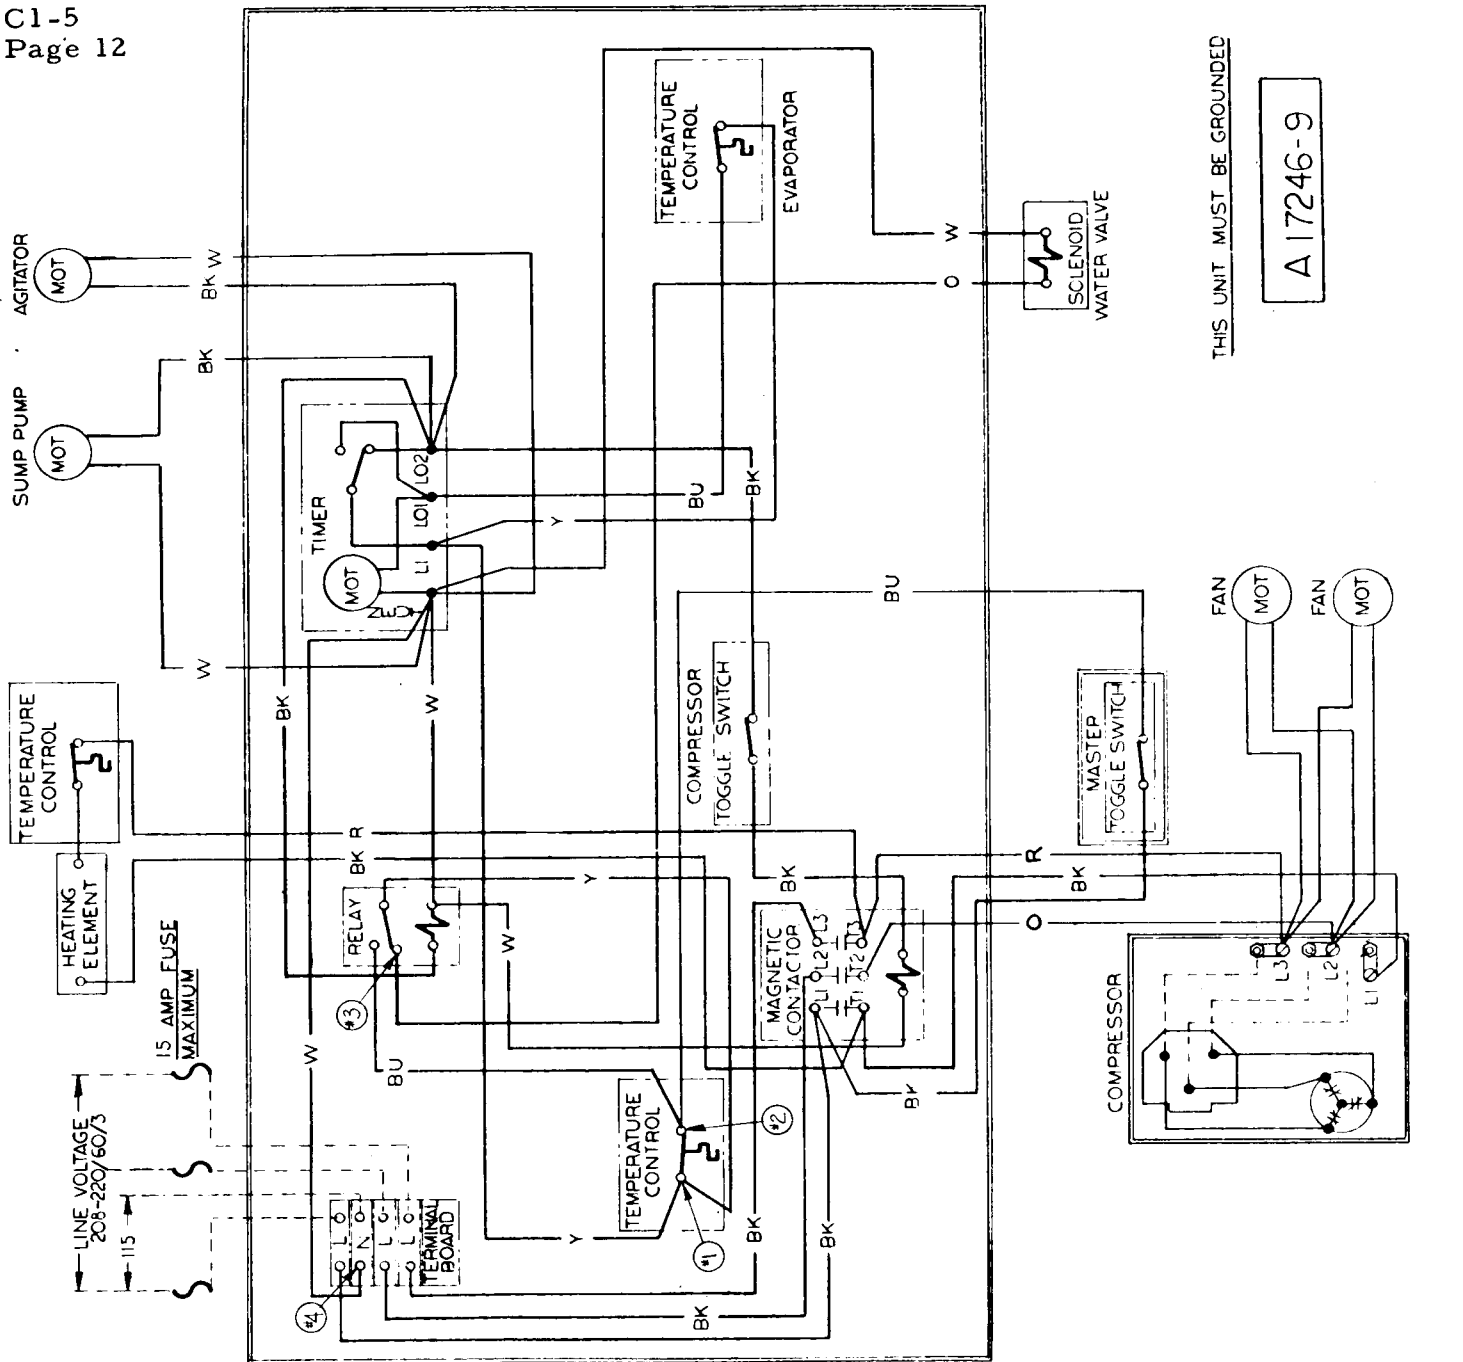 C1-5
Page 12
SUMP PUMP
AGITATOR
MOT
MOT
BK W
BK
W
TEMPERATURE
CONTROL
EVAPORATOR
W
O
SOLENOID
WATER VALVE
THIS UNIT MUST BE GROUNDED
A17246-9
TIMER
MOT
L1
LO1
LO2
BU
BK
Y
BK
W
BU
TEMPERATURE
CONTROL
HEATING
ELEMENT
R
BK
Y
RELAY
W
#3
COMPRESSOR
TOGGLE SWITCH
MASTER
TOGGLE SWITCH
FAN
MOT
FAN
MOT
BK
MAGNETIC
CONTACTOR
L1 L2 L3
T1 T2 T3
R
BK
O
BK
COMPRESSOR
L3
L2
L1
15 AMP FUSE
MAXIMUM
LINE VOLTAGE
208-220/60/3
115
W
BU
TEMPERATURE
CONTROL
#2
#1
Y
BK
BK
BK
L
N
L
L
TERMINAL
BOARD
#4